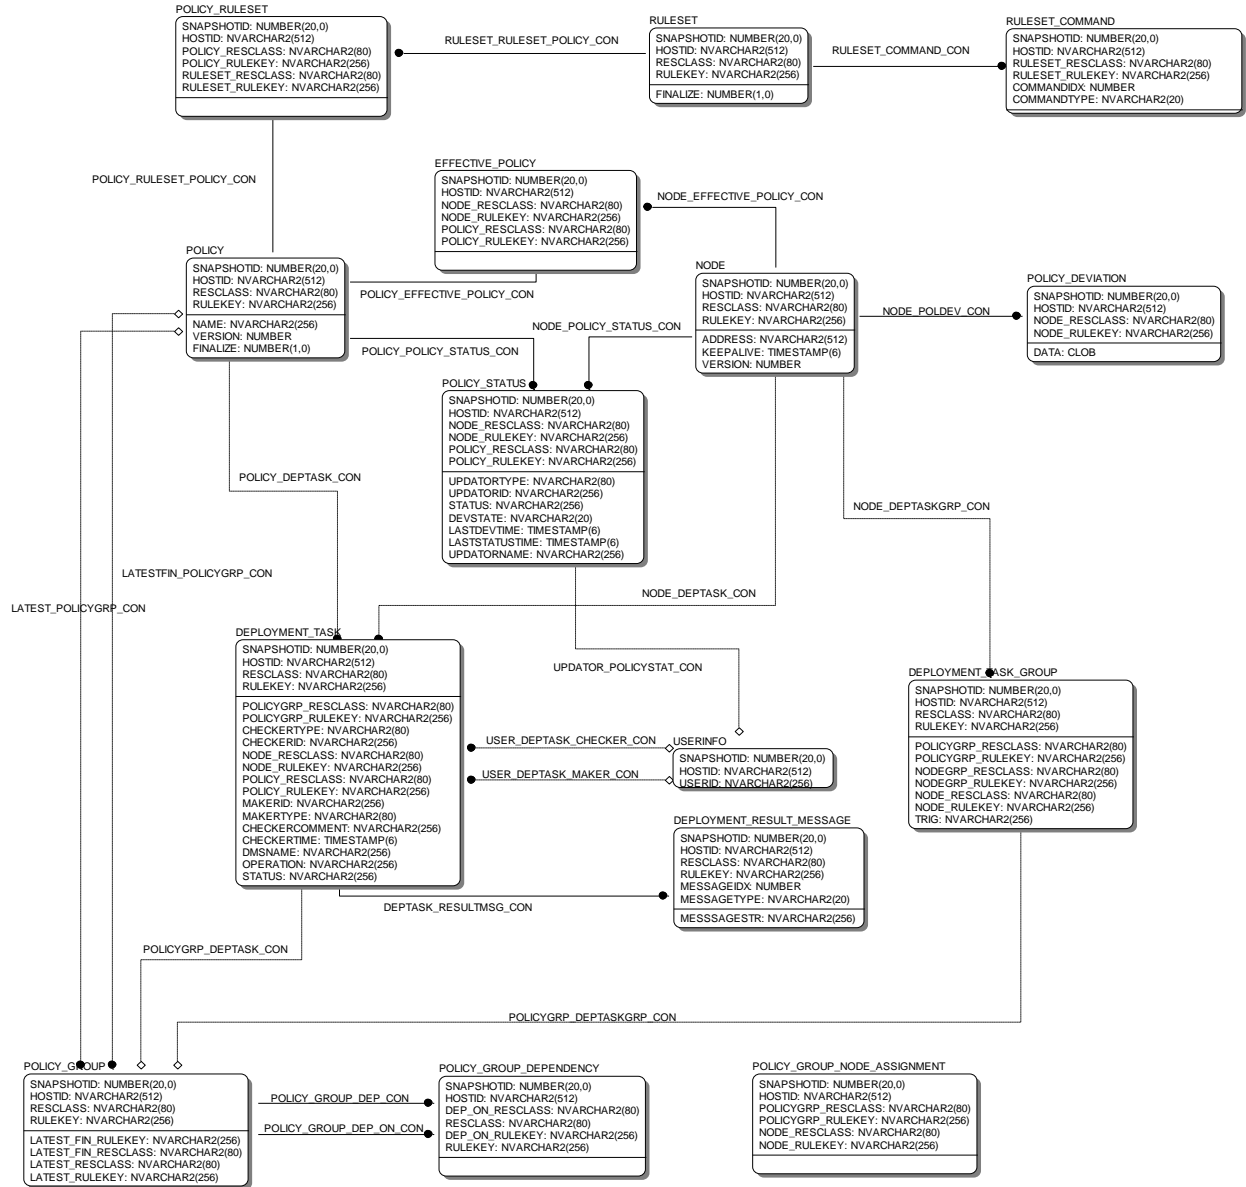 POLICY_RULESET
SNAPSHOTID: NUMBER(20,0)
HOSTID: NVARCHAR2(512)
POLICY_RESCLASS: NVARCHAR2(80)
POLICY_RULEKEY: NVARCHAR2(256)
RULESET_RESCLASS: NVARCHAR2(80)
RULESET_RULEKEY: NVARCHAR2(256)
RULESET_RULESET_POLICY_CON
RULESET
SNAPSHOTID: NUMBER(20,0)
HOSTID: NVARCHAR2(512)
RESCLASS: NVARCHAR2(80)
RULEKEY: NVARCHAR2(256)
FINALIZE: NUMBER(1,0)
RULESET_COMMAND_CON
RULESET_COMMAND
SNAPSHOTID: NUMBER(20,0)
HOSTID: NVARCHAR2(512)
RULESET_RESCLASS: NVARCHAR2(80)
RULESET_RULEKEY: NVARCHAR2(256)
COMMANDIDX: NUMBER
COMMANDTYPE: NVARCHAR2(20)
POLICY_RULESET_POLICY_CON
EFFECTIVE_POLICY
SNAPSHOTID: NUMBER(20,0)
HOSTID: NVARCHAR2(512)
NODE_RESCLASS: NVARCHAR2(80)
NODE_RULEKEY: NVARCHAR2(256)
POLICY_RESCLASS: NVARCHAR2(80)
POLICY_RULEKEY: NVARCHAR2(256)
NODE_EFFECTIVE_POLICY_CON
POLICY
SNAPSHOTID: NUMBER(20,0)
HOSTID: NVARCHAR2(512)
RESCLASS: NVARCHAR2(80)
RULEKEY: NVARCHAR2(256)
NAME: NVARCHAR2(256)
VERSION: NUMBER
FINALIZE: NUMBER(1,0)
POLICY_EFFECTIVE_POLICY_CON
NODE
SNAPSHOTID: NUMBER(20,0)
HOSTID: NVARCHAR2(512)
RESCLASS: NVARCHAR2(80)
RULEKEY: NVARCHAR2(256)
ADDRESS: NVARCHAR2(512)
KEEPALIVE: TIMESTAMP(6)
VERSION: NUMBER
NODE_POLDEV_CON
POLICY_DEVIATION
SNAPSHOTID: NUMBER(20,0)
HOSTID: NVARCHAR2(512)
NODE_RESCLASS: NVARCHAR2(80)
NODE_RULEKEY: NVARCHAR2(256)
DATA: CLOB
NODE_POLICY_STATUS_CON
POLICY_POLICY_STATUS_CON
POLICY_STATUS
SNAPSHOTID: NUMBER(20,0)
HOSTID: NVARCHAR2(512)
NODE_RESCLASS: NVARCHAR2(80)
NODE_RULEKEY: NVARCHAR2(256)
POLICY_RESCLASS: NVARCHAR2(80)
POLICY_RULEKEY: NVARCHAR2(256)
UPDATORTYPE: NVARCHAR2(80)
UPDATORID: NVARCHAR2(256)
STATUS: NVARCHAR2(256)
DEVSTATE: NVARCHAR2(20)
LASTDEVTIME: TIMESTAMP(6)
LASTSTATUSTIME: TIMESTAMP(6)
UPDATORNAME: NVARCHAR2(256)
POLICY_DEPTASK_CON
NODE_DEPTASKGRP_CON
LATESTFIN_POLICYGRP_CON
LATEST_POLICYGRP_CON
NODE_DEPTASK_CON
UPDATOR_POLICYSTAT_CON
DEPLOYMENT_TASK
SNAPSHOTID: NUMBER(20,0)
HOSTID: NVARCHAR2(512)
RESCLASS: NVARCHAR2(80)
RULEKEY: NVARCHAR2(256)
POLICYGRP_RESCLASS: NVARCHAR2(80)
POLICYGRP_RULEKEY: NVARCHAR2(256)
CHECKERTYPE: NVARCHAR2(80)
CHECKERID: NVARCHAR2(256)
NODE_RESCLASS: NVARCHAR2(80)
NODE_RULEKEY: NVARCHAR2(256)
POLICY_RESCLASS: NVARCHAR2(80)
POLICY_RULEKEY: NVARCHAR2(256)
MAKERID: NVARCHAR2(256)
MAKERTYPE: NVARCHAR2(80)
CHECKERCOMMENT: NVARCHAR2(256)
CHECKERTIME: TIMESTAMP(6)
DMSNAME: NVARCHAR2(256)
OPERATION: NVARCHAR2(256)
STATUS: NVARCHAR2(256)
USER_DEPTASK_CHECKER_CON
USER_DEPTASK_MAKER_CON
USERINFO
SNAPSHOTID: NUMBER(20,0)
HOSTID: NVARCHAR2(512)
USERID: NVARCHAR2(256)
DEPLOYMENT_TASK_GROUP
SNAPSHOTID: NUMBER(20,0)
HOSTID: NVARCHAR2(512)
RESCLASS: NVARCHAR2(80)
RULEKEY: NVARCHAR2(256)
POLICYGRP_RESCLASS: NVARCHAR2(80)
POLICYGRP_RULEKEY: NVARCHAR2(256)
NODEGRP_RESCLASS: NVARCHAR2(80)
NODEGRP_RULEKEY: NVARCHAR2(256)
NODE_RESCLASS: NVARCHAR2(80)
NODE_RULEKEY: NVARCHAR2(256)
TRIG: NVARCHAR2(256)
DEPLOYMENT_RESULT_MESSAGE
SNAPSHOTID: NUMBER(20,0)
HOSTID: NVARCHAR2(512)
RESCLASS: NVARCHAR2(80)
RULEKEY: NVARCHAR2(256)
MESSAGEIDX: NUMBER
MESSAGETYPE: NVARCHAR2(20)
MESSSAGESTR: NVARCHAR2(256)
DEPTASK_RESULTMSG_CON
POLICYGRP_DEPTASK_CON
POLICYGRP_DEPTASKGRP_CON
POLICY_GROUP
SNAPSHOTID: NUMBER(20,0)
HOSTID: NVARCHAR2(512)
RESCLASS: NVARCHAR2(80)
RULEKEY: NVARCHAR2(256)
LATEST_FIN_RULEKEY: NVARCHAR2(256)
LATEST_FIN_RESCLASS: NVARCHAR2(80)
LATEST_RESCLASS: NVARCHAR2(80)
LATEST_RULEKEY: NVARCHAR2(256)
POLICY_GROUP_DEP_CON
POLICY_GROUP_DEP_ON_CON
POLICY_GROUP_DEPENDENCY
SNAPSHOTID: NUMBER(20,0)
HOSTID: NVARCHAR2(512)
DEP_ON_RESCLASS: NVARCHAR2(80)
RESCLASS: NVARCHAR2(80)
DEP_ON_RULEKEY: NVARCHAR2(256)
RULEKEY: NVARCHAR2(256)
POLICY_GROUP_NODE_ASSIGNMENT
SNAPSHOTID: NUMBER(20,0)
HOSTID: NVARCHAR2(512)
POLICYGRP_RESCLASS: NVARCHAR2(80)
POLICYGRP_RULEKEY: NVARCHAR2(256)
NODE_RESCLASS: NVARCHAR2(80)
NODE_RULEKEY: NVARCHAR2(256)